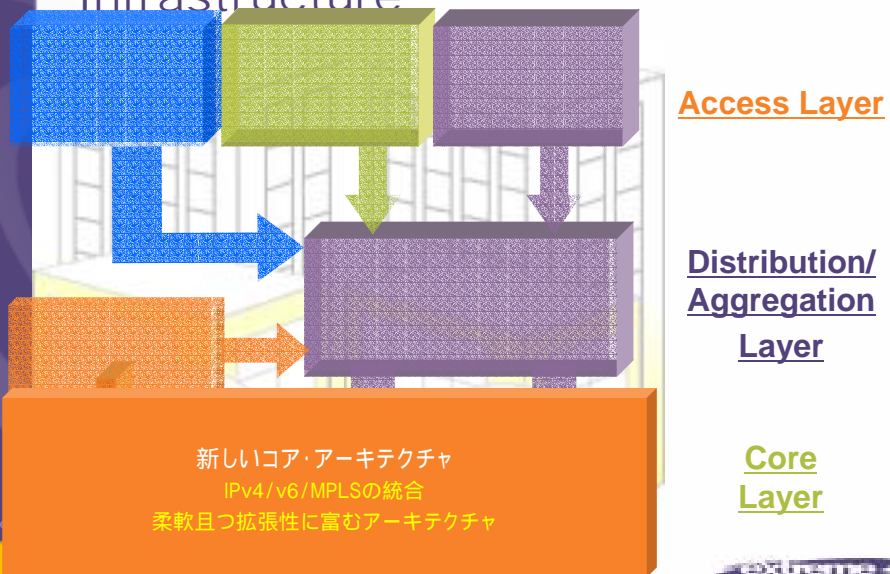 Infrastructure
Access Layer
Distribution/
Aggregation
Layer
新しいコア・アーキテクチャ
IPv4/v6/MPLSの統合
柔軟且つ拡張性に富むアーキテクチャ
Core
Layer